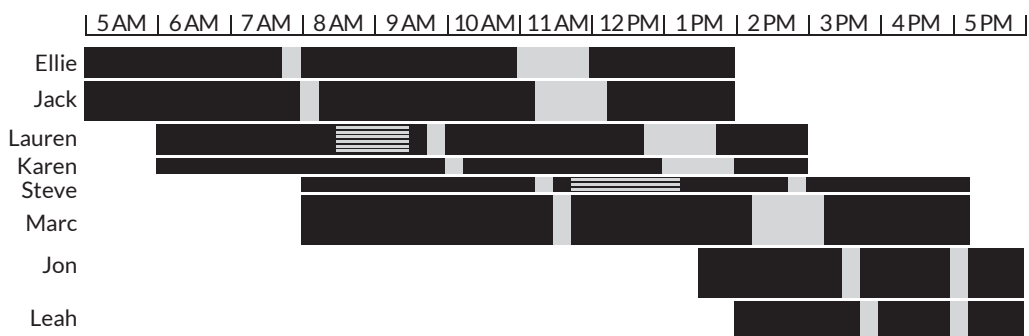 5 AM 6 AM 7 AM 8 AM 9 AM 10 AM 11 AM 12 PM 1 PM 2 PM 3 PM 4 PM 5 PM
Ellie
Jack
Lauren
Karen
Steve
Marc
Jon
Leah